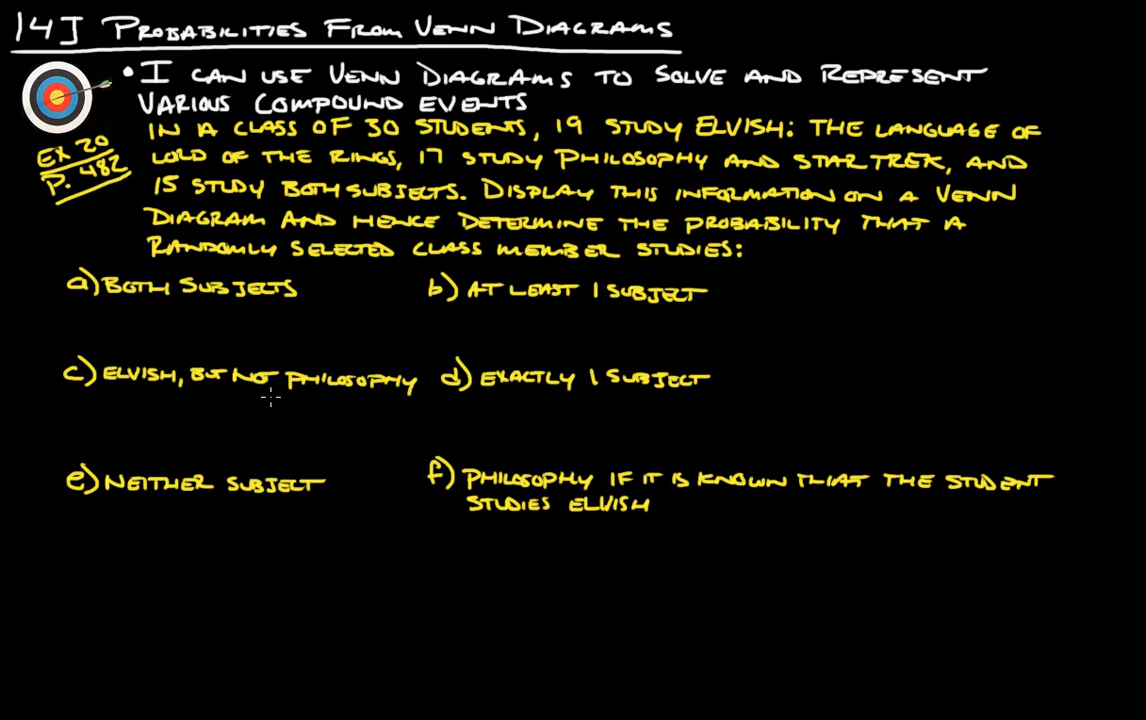 14J PROBABILITIES FROM VENN DIAGRAMS
• I CAN USE VENN DIAGRAMS TO SOLVE AND REPRESENT
VARIOUS COMPOUND EVENTS
EX 20
P. 482
IN A CLASS OF 30 STUDENTS, 19 STUDY ELVISH: THE LANGUAGE OF
LORD OF THE RINGS, 17 STUDY PHILOSOPHY AND STAR TREK, AND
15 STUDY BOTH SUBJECTS. DISPLAY THIS INFORMATION ON A VENN
DIAGRAM AND HENCE DETERMINE THE PROBABILITY THAT A
RANDOMLY SELECTED CLASS MEMBER STUDIES:
a) BOTH SUBJECTS
b) AT LEAST 1 SUBJECT
c) ELVISH, BUT NOT PHILOSOPHY
d) EXACTLY 1 SUBJECT
e) NEITHER SUBJECT
f) PHILOSOPHY IF IT IS KNOWN THAT THE STUDENT
STUDIES ELVISH